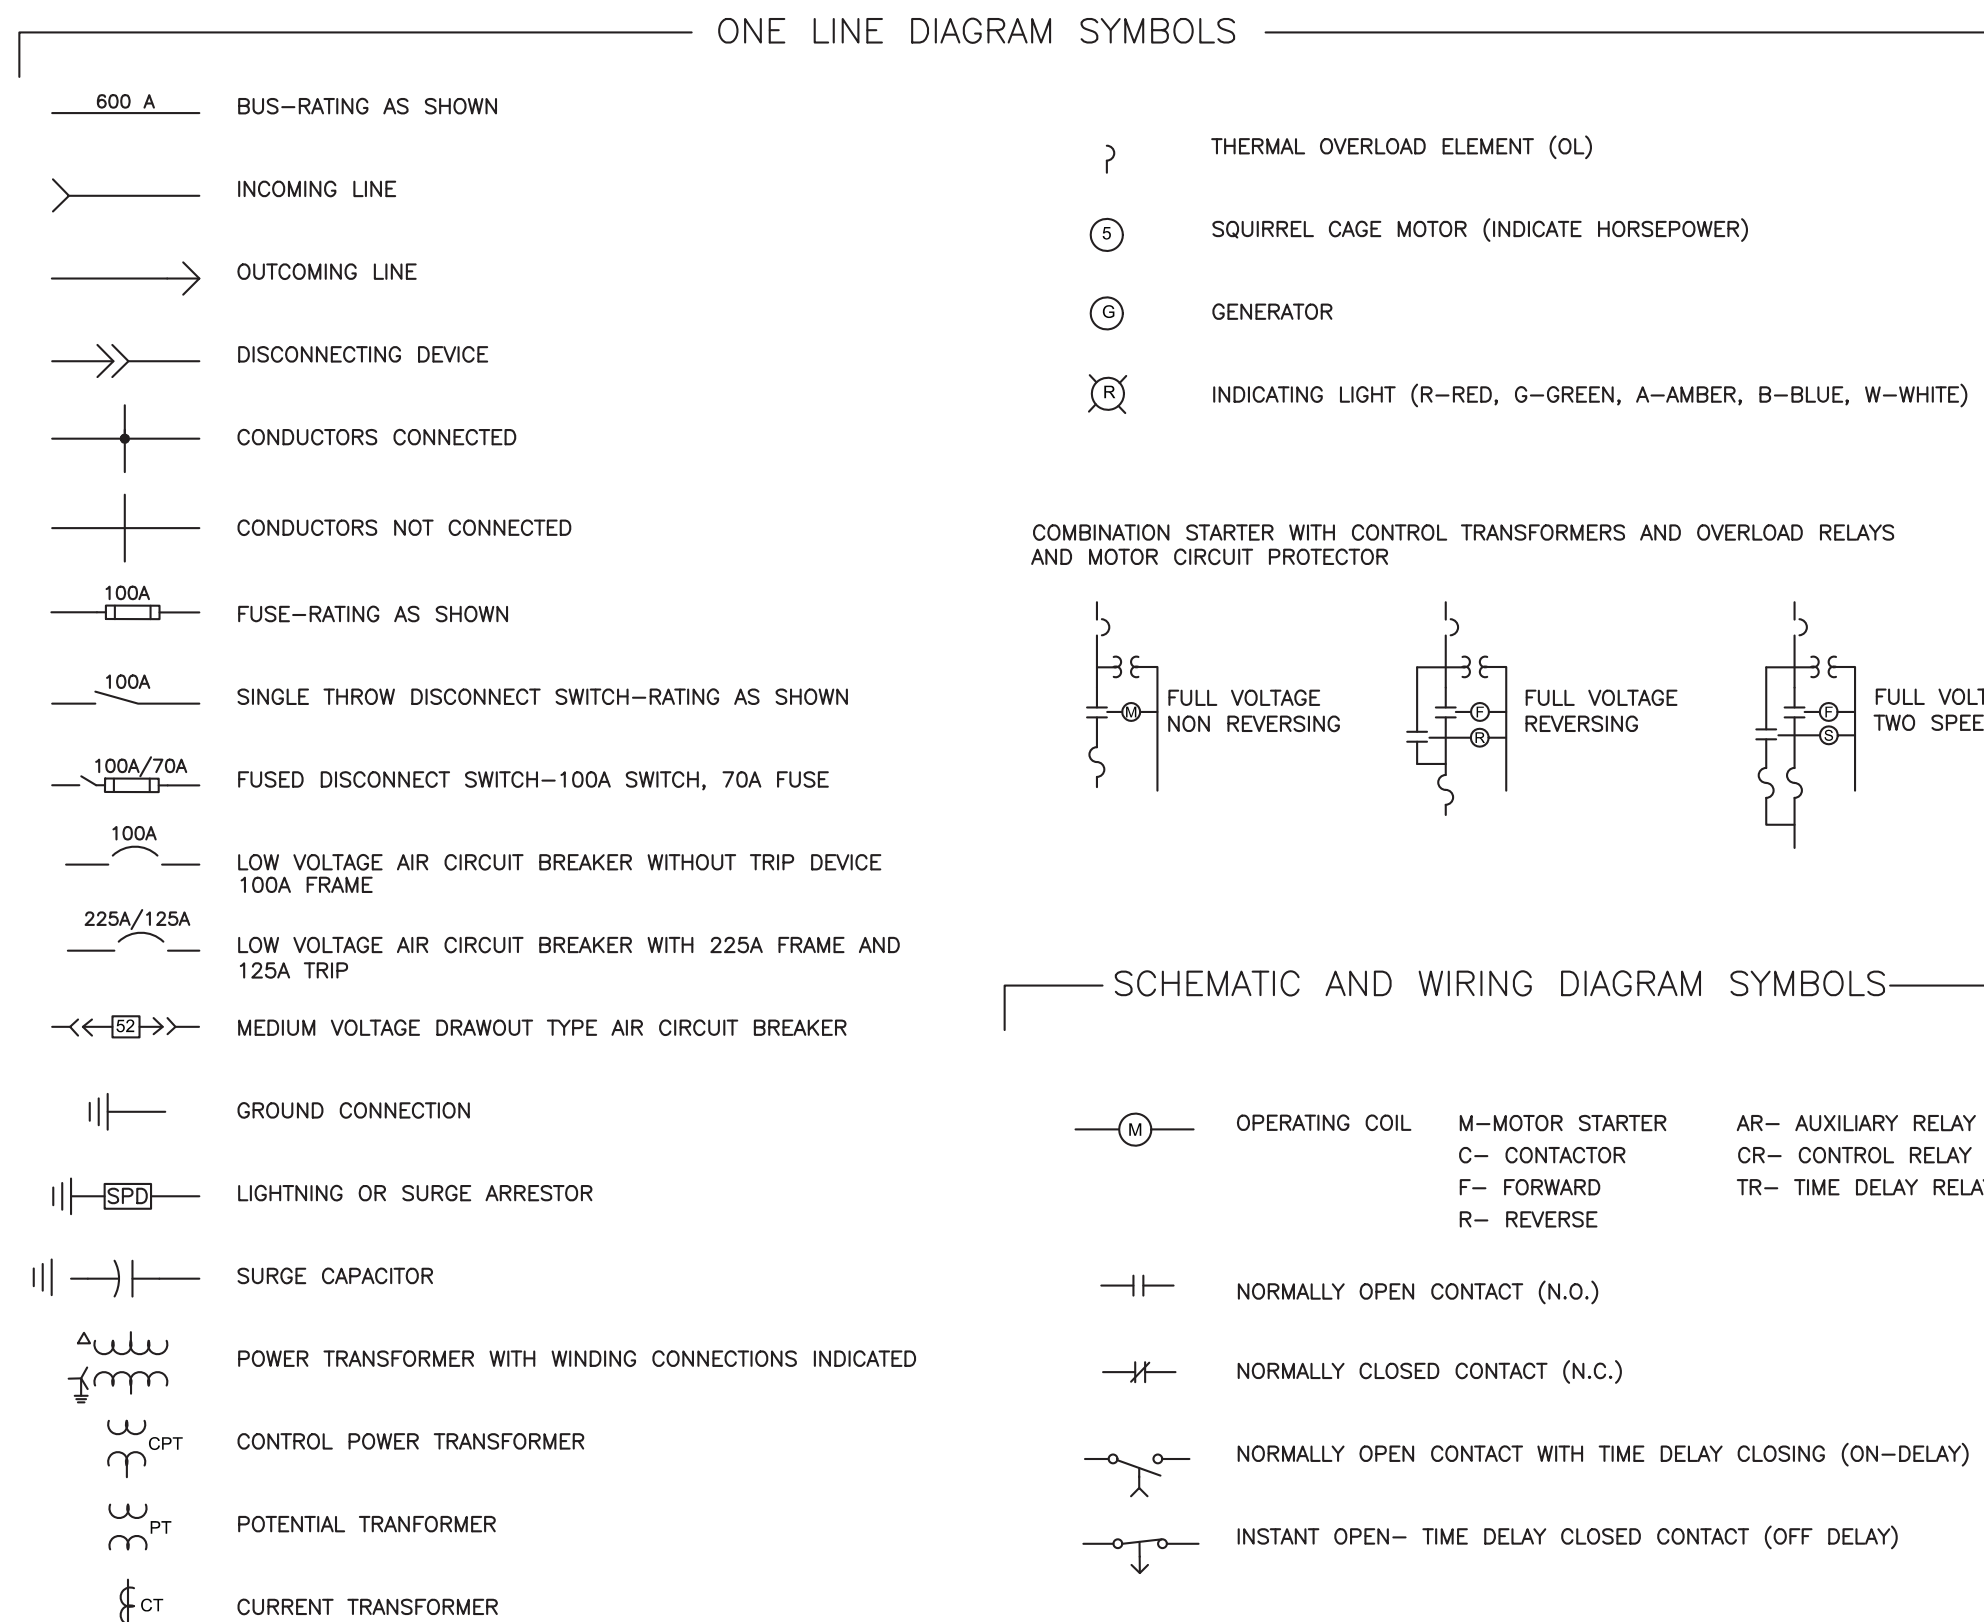 ONE LINE DIAGRAM SYMBOLS
600 A
BUS-RATING AS SHOWN
INCOMING LINE
OUTCOMING LINE
DISCONNECTING DEVICE
CONDUCTORS CONNECTED
CONDUCTORS NOT CONNECTED
100A
FUSE-RATING AS SHOWN
100A
SINGLE THROW DISCONNECT SWITCH-RATING AS SHOWN
100A/70A
FUSED DISCONNECT SWITCH-100A SWITCH, 70A FUSE
100A
LOW VOLTAGE AIR CIRCUIT BREAKER WITHOUT TRIP DEVICE
100A FRAME
225A/125A
LOW VOLTAGE AIR CIRCUIT BREAKER WITH 225A FRAME AND
125A TRIP
52
MEDIUM VOLTAGE DRAWOUT TYPE AIR CIRCUIT BREAKER
GROUND CONNECTION
SPD
LIGHTNING OR SURGE ARRESTOR
SURGE CAPACITOR
POWER TRANSFORMER WITH WINDING CONNECTIONS INDICATED
CPT
CONTROL POWER TRANSFORMER
PT
POTENTIAL TRANFORMER
CT
CURRENT TRANSFORMER
THERMAL OVERLOAD ELEMENT (OL)
5
SQUIRREL CAGE MOTOR (INDICATE HORSEPOWER)
G
GENERATOR
R
INDICATING LIGHT (R-RED, G-GREEN, A-AMBER, B-BLUE, W-WHITE)
COMBINATION STARTER WITH CONTROL TRANSFORMERS AND OVERLOAD RELAYS
AND MOTOR CIRCUIT PROTECTOR
M
FULL VOLTAGE
NON REVERSING
F
R
FULL VOLTAGE
REVERSING
F
S
FULL VOLT
TWO SPEE
SCHEMATIC AND WIRING DIAGRAM SYMBOLS
M
OPERATING COIL
M-MOTOR STARTER
C- CONTACTOR
F- FORWARD
R- REVERSE
AR- AUXILIARY RELAY
CR- CONTROL RELAY
TR- TIME DELAY RELAY
NORMALLY OPEN CONTACT (N.O.)
NORMALLY CLOSED CONTACT (N.C.)
NORMALLY OPEN CONTACT WITH TIME DELAY CLOSING (ON-DELAY)
INSTANT OPEN- TIME DELAY CLOSED CONTACT (OFF DELAY)